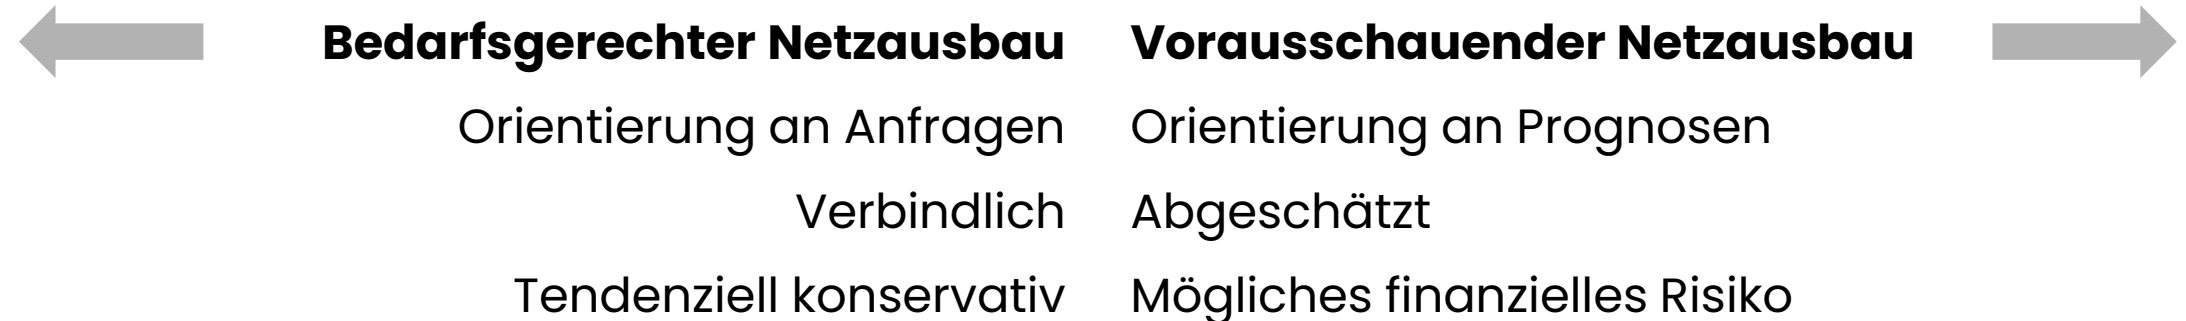 Bedarfsgerechter Netzausbau Vorausschauender Netzausbau
Orientierung an Anfragen Orientierung an Prognosen
Verbindlich Abgeschätzt
Tendenziell konservativ Mögliches finanzielles Risiko